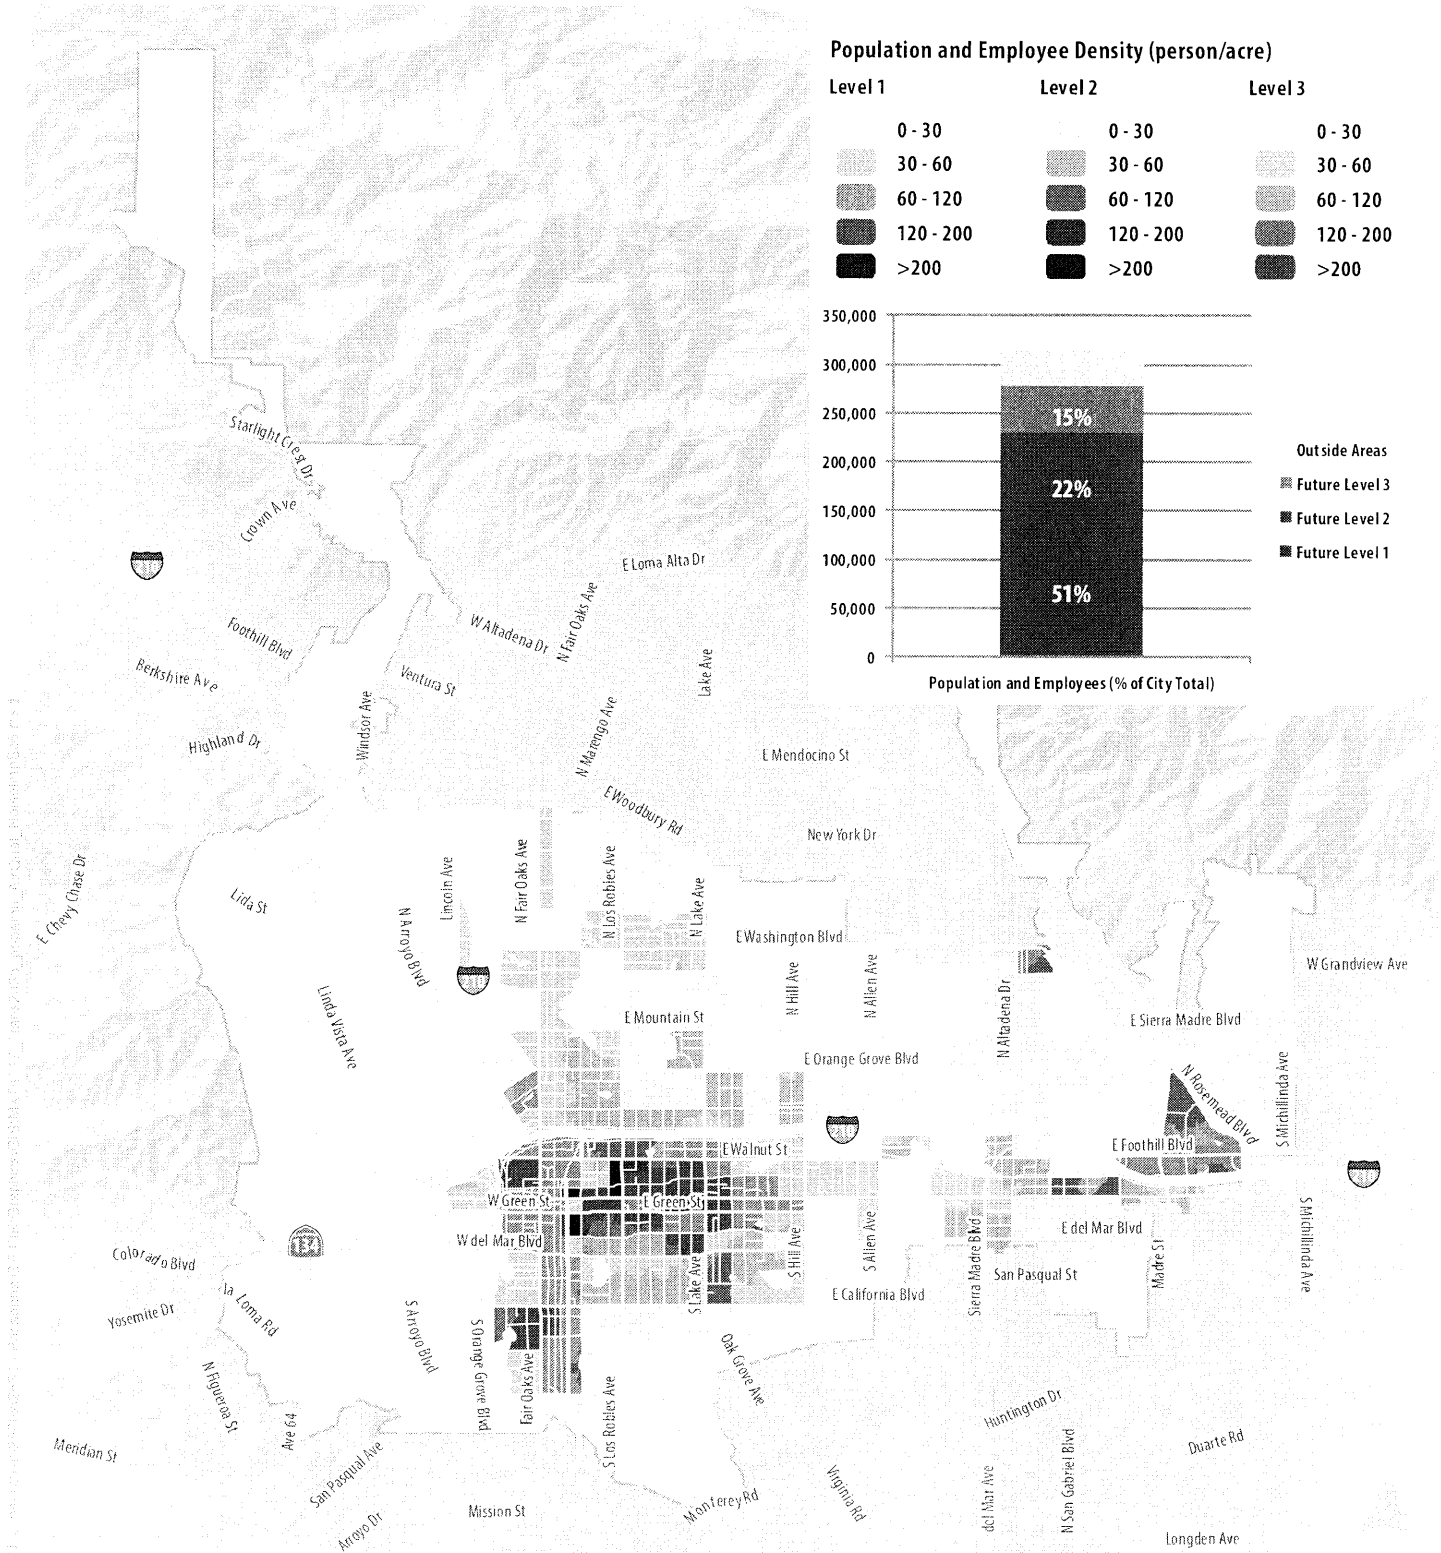 Population and Employee Density (person/acre)
Level 1 Level 2 Level 3
0 - 30 0 - 30 0 - 30
30 - 60 30 - 60 30 - 60
60 - 120 60 - 120 60 - 120
120 - 200 120 - 200 120 - 200
>200 >200 >200
350,000
300,000
250,000
200,000
150,000
100,000
50,000
0
15%
22%
51%
Outside Areas
Future Level 3
Future Level 2
Future Level 1
Population and Employees (% of City Total)
Starlight Crest Dr
Crown Ave
E Loma Alta Dr
N Fair Oaks Ave
W Altadena Dr
Foothill Blvd
Berkshire Ave
Ventura St
Lake Ave
Windsor Ave
Highland Dr
N Marengo Ave
E Mendocino St
E Woodbury Rd
New York Dr
E Chevy Chase Dr
Lida St
Lincoln Ave
N Fair Oaks Ave
N Los Robles Ave
N Lake Ave
N Arroyo Blvd
E Washington Blvd
N Hill Ave
N Allen Ave
W Grandview Ave
Linda Vista Ave
E Mountain St
N Altadena Dr
E Sierra Madre Blvd
E Orange Grove Blvd
N Rosemead Blvd
S Michillinda Ave
E Walnut St
E Foothill Blvd
W Green St
E Green St
W del Mar Blvd
E del Mar Blvd
134
Colorado Blvd
S Hill Ave
S Allen Ave
Sierra Madre Blvd
San Pasqual St
Madre St
S Michillinda Ave
la Loma Rd
Yosemite Dr
S Lake Ave
E California Blvd
S Arroyo Blvd
S Orange Grove Blvd
Fair Oaks Ave
Oak Grove Ave
N Figueroa St
Ave 64
S Los Robles Ave
Huntington Dr
Meridian St
San Pasqual Ave
Duarte Rd
Arroyo Dr
Mission St
Monterey Rd
Virginia Rd
del Mar Ave
N San Gabriel Blvd
Longden Ave